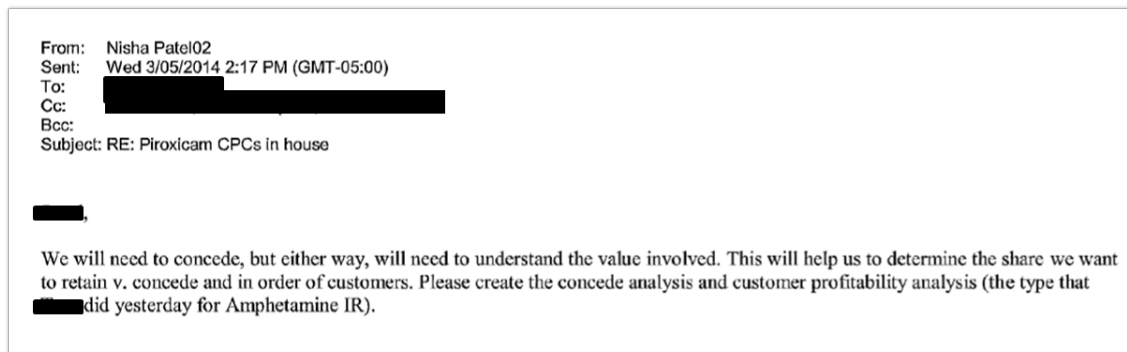 From: Nisha Patel02
Sent: Wed 3/05/2014 2:17 PM (GMT-05:00)
To:
Cc:
Bcc:
Subject: RE: Piroxicam CPCs in house
,
We will need to concede, but either way, will need to understand the value involved. This will help us to determine the share we want
to retain v. concede and in order of customers. Please create the concede analysis and customer profitability analysis (the type that
did yesterday for Amphetamine IR).